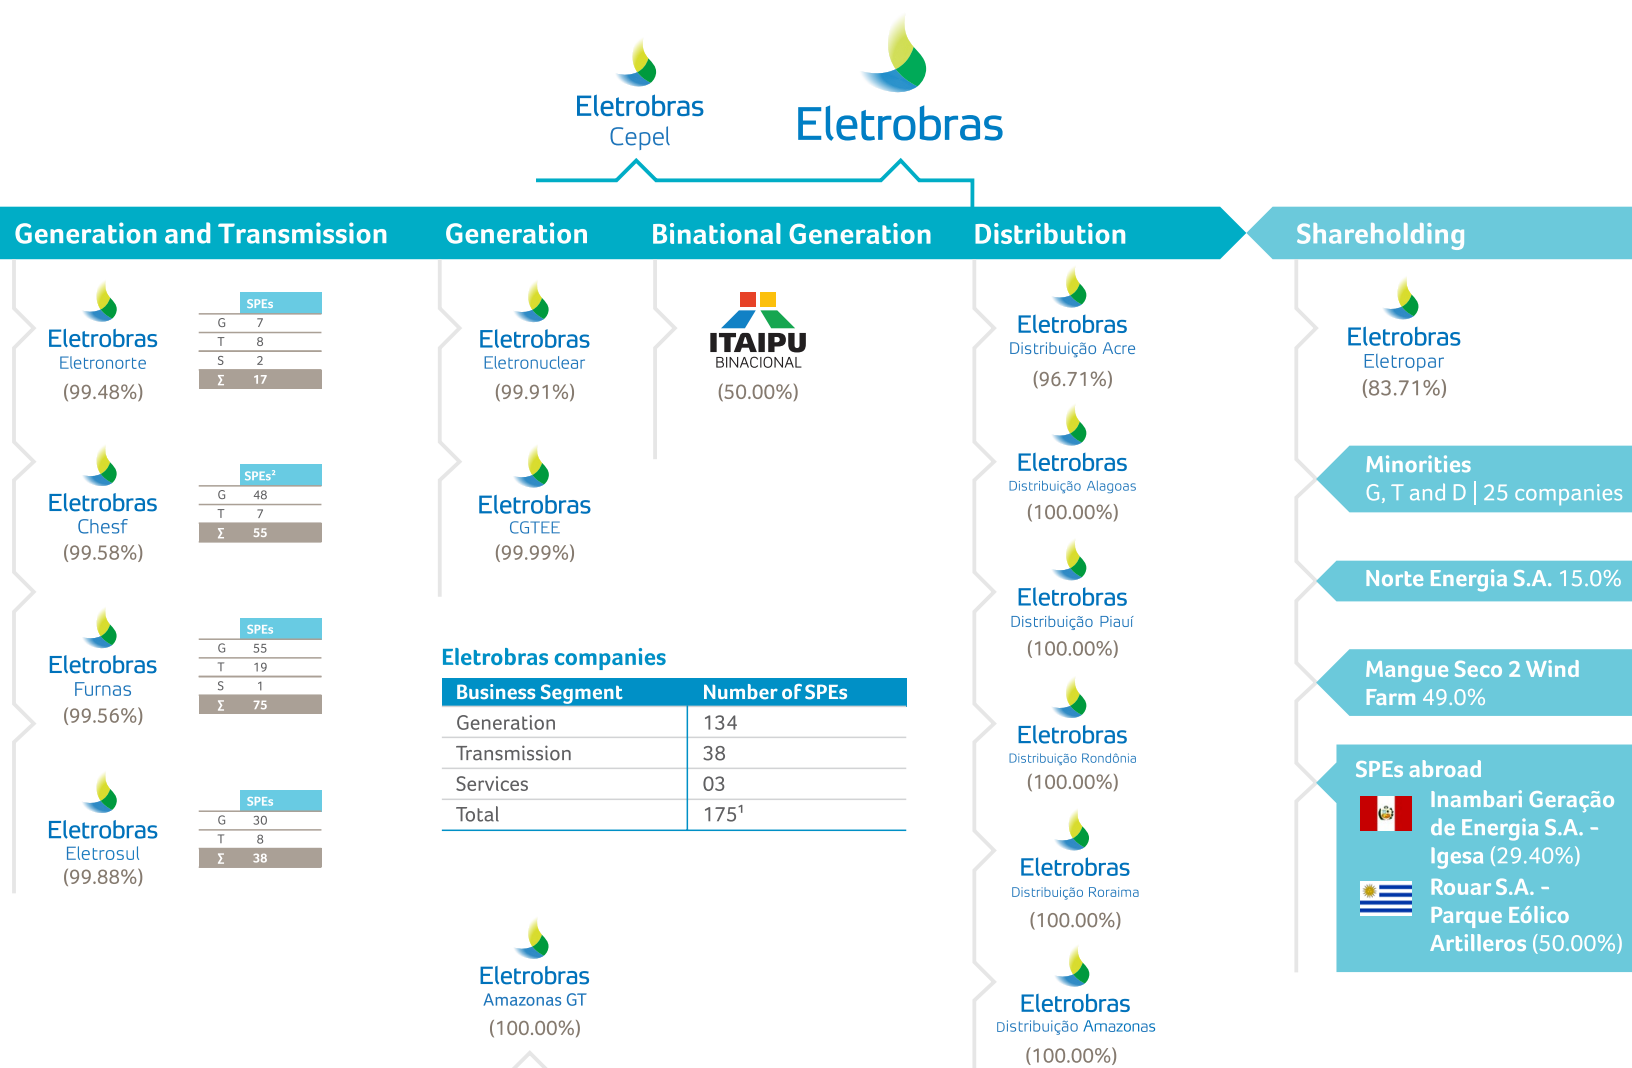 Eletrobras
Cepel
Eletrobras
Generation and Transmission
Generation
Binational Generation
Distribution
Shareholding
Eletrobras
Eletronorte
(99.48%)
SPEs
G 7
T 8
S 2
Σ 17
Eletrobras
Chesf
(99.58%)
SPEs²
G 48
T 7
Σ 55
Eletrobras
Furnas
(99.56%)
SPEs
G 55
T 19
S 1
Σ 75
Eletrobras
Eletrosul
(99.88%)
SPEs
G 30
T 8
Σ 38
Eletrobras
Eletronuclear
(99.91%)
Eletrobras
CGTEE
(99.99%)
ITAIPU
BINACIONAL
(50.00%)
Eletrobras companies
Business Segment Number of SPEs
Generation 134
Transmission 38
Services 03
Total 175¹
Eletrobras
Amazonas GT
(100.00%)
Eletrobras
Distribuição Acre
(96.71%)
Eletrobras
Distribuição Alagoas
(100.00%)
Eletrobras
Distribuição Piauí
(100.00%)
Eletrobras
Distribuição Rondônia
(100.00%)
Eletrobras
Distribuição Roraima
(100.00%)
Eletrobras
Distribuição Amazonas
(100.00%)
Eletrobras
Eletropar
(83.71%)
Minorities
G, T and D | 25 companies
Norte Energia S.A. 15.0%
Mangue Seco 2 Wind
Farm 49.0%
SPEs abroad
Inambari Geração
de Energia S.A. -
Igesa (29.40%)
Rouar S.A. -
Parque Eólico
Artilleros (50.00%)